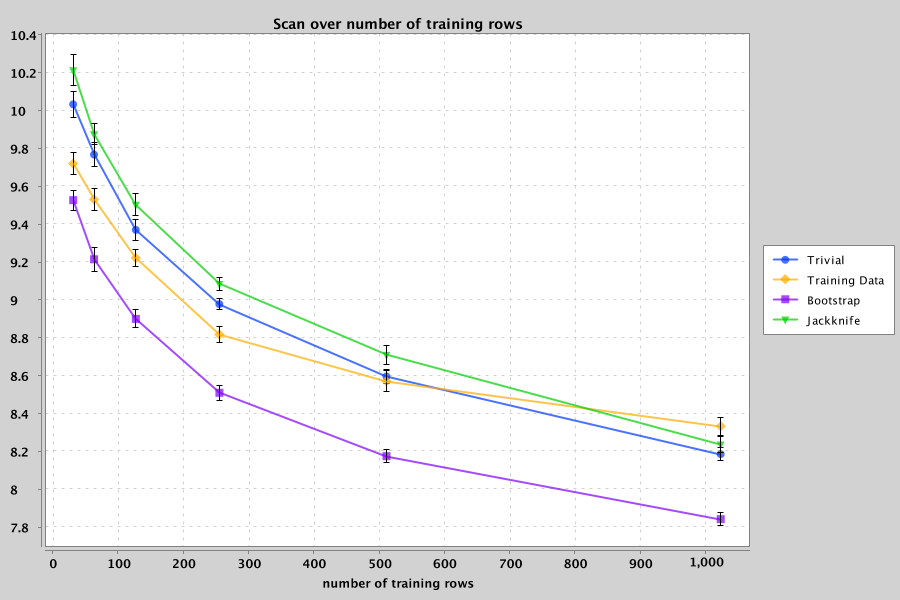 Scan over number of training rows
10.4
10.2
10
9.8
9.6
9.4
9.2
9
8.8
8.6
8.4
8.2
8
7.8
0 100 200 300 400 500 600 700 800 900 1,000
number of training rows
Trivial
Training Data
Bootstrap
Jackknife